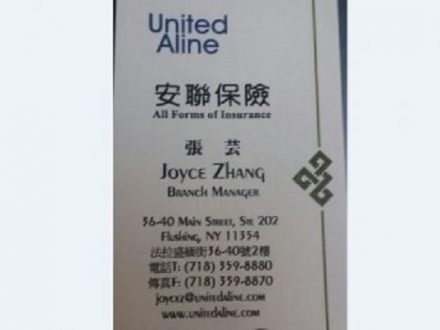 United
Aline
安聯保險
All Forms of Insurance
張 芸
Joyce Zhang
Branch Manager
36-40 Main Street, Ste 202
Flushing, NY 11354
法拉盛緬街36-40號2樓
電話T: (718) 359-8880
傳真F: (718) 359-8870
joycez@unitedaline.com
www.unitedaline.com